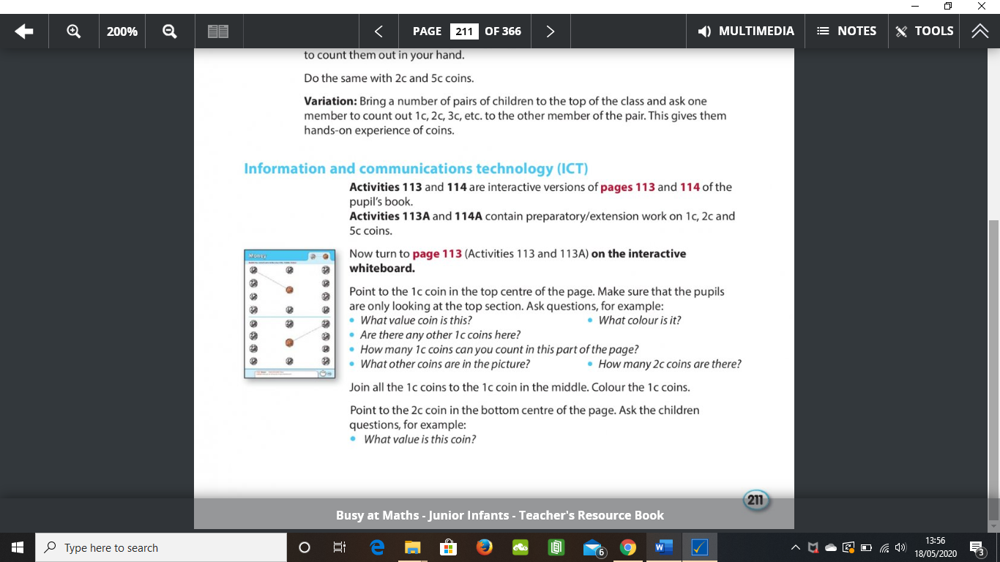 200%
PAGE 211 OF 366
MULTIMEDIA
NOTES
TOOLS
to count them out in your hand.
Do the same with 2c and 5c coins.
Variation: Bring a number of pairs of children to the top of the class and ask one
member to count out 1c, 2c, 3c, etc. to the other member of the pair. This gives them
hands-on experience of coins.
Information and communications technology (ICT)
Activities 113 and 114 are interactive versions of pages 113 and 114 of the
pupil's book.
Activities 113A and 114A contain preparatory/extension work on 1c, 2c and
5c coins.
Money
Now turn to page 113 (Activities 113 and 113A) on the interactive
whiteboard.
Point to the 1c coin in the top centre of the page. Make sure that the pupils
are only looking at the top section. Ask questions, for example:
• What value coin is this? • What colour is it?
• Are there any other 1c coins here?
• How many 1c coins can you count in this part of the page?
• What other coins are in the picture? • How many 2c coins are there?
Join all the 1c coins to the 1c coin in the middle. Colour the 1c coins.
Point to the 2c coin in the bottom centre of the page. Ask the children
questions, for example:
• What value is this coin?
211
Busy at Maths - Junior Infants - Teacher's Resource Book
Type here to search
6
13:56
18/05/2020
3